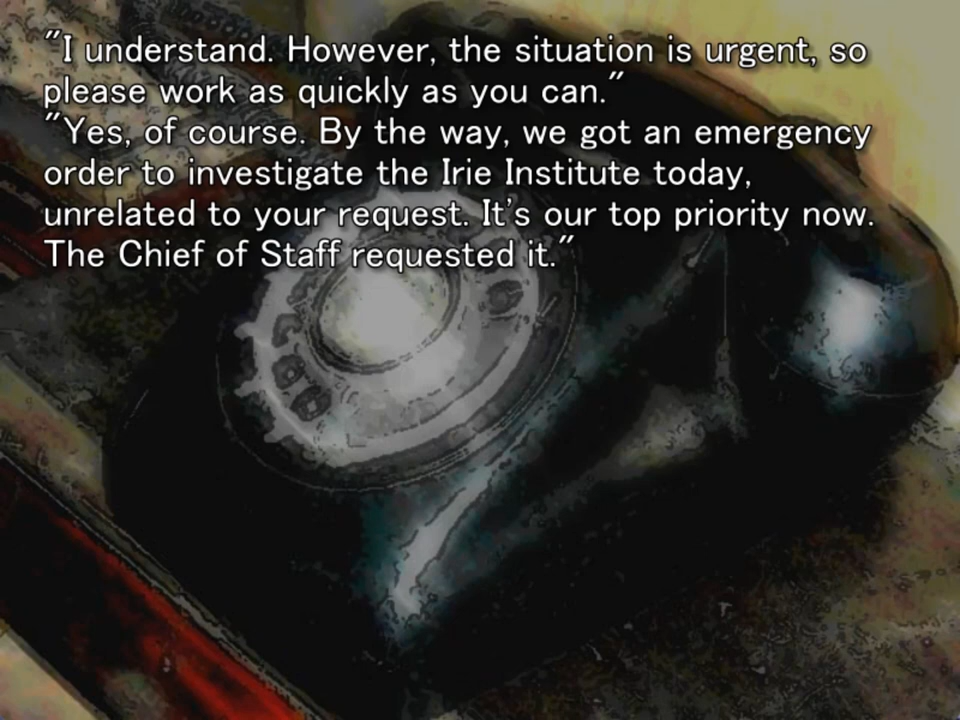 "I understand. However, the situation is urgent, so
please work as quickly as you can."
"Yes, of course. By the way, we got an emergency
order to investigate the Irie Institute today,
unrelated to your request. It's our top priority now.
The Chief of Staff requested it."